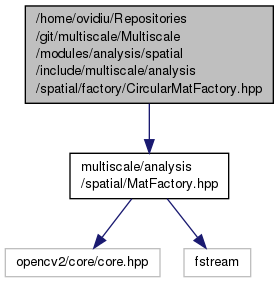 /home/ovidiu/Repositories
/git/multiscale/Multiscale
/modules/analysis/spatial
/include/multiscale/analysis
/spatial/factory/CircularMatFactory.hpp
multiscale/analysis
/spatial/MatFactory.hpp
opencv2/core/core.hpp
fstream